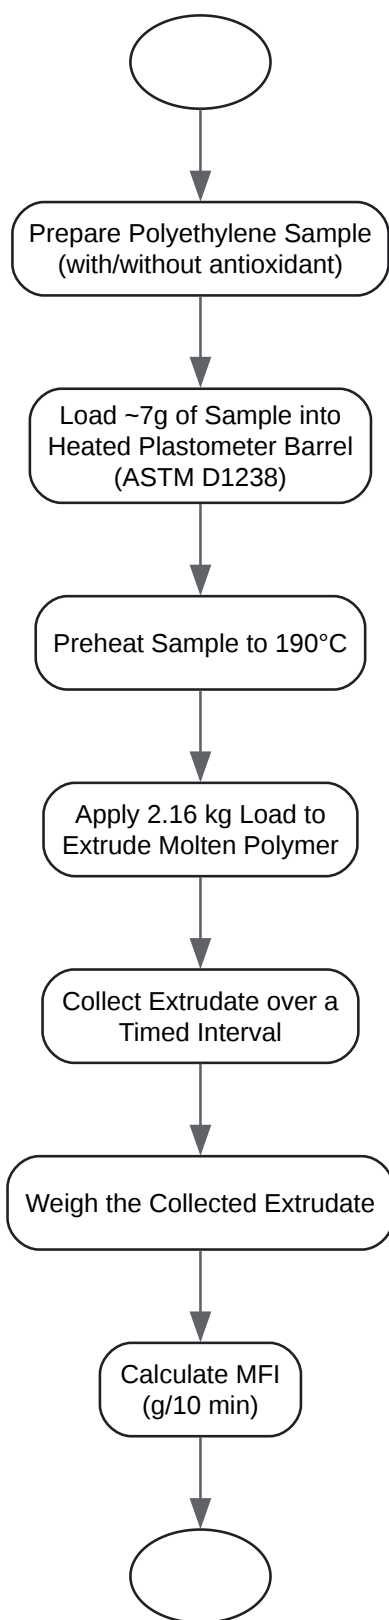 Prepare Polyethylene Sample
(with/without antioxidant)
Load ~7g of Sample into
Heated Plastometer Barrel
(ASTM D1238)
Preheat Sample to 190°C
Apply 2.16 kg Load to
Extrude Molten Polymer
Collect Extrudate over a
Timed Interval
Weigh the Collected Extrudate
Calculate MFI
(g/10 min)